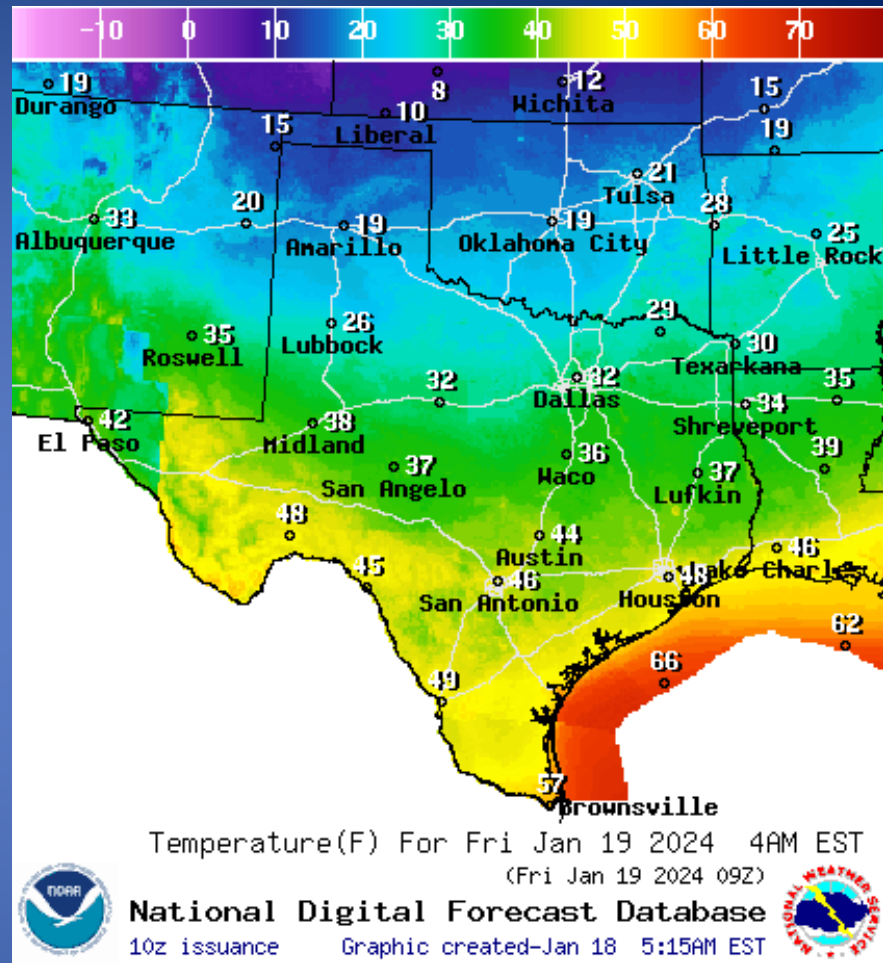 -10 0 10 20 30 40 50 60 70
19 8 12 15
Durango 10 Wichita
15 Liberal 19
21
Tulsa
33 20 19 19 28 25
Albuquerque Amarillo Oklahoma City Little Rock
35 26 29 30
Roswell Lubbock Texarkana
32 32 35
Dallas 34
42 38 Shreveport
El Paso Midland 36 39
37 Waco 37
San Angelo Lufkin
48 44 46
Austin Lake Charles
45 46 48
San Antonio Houston
62
49 66
57
Brownsville
Temperature(F) For Fri Jan 19 2024 4AM EST
(Fri Jan 19 2024 09Z)
NOAA
National Digital Forecast Database
10z issuance Graphic created-Jan 18 5:15AM EST
NATIONAL WEATHER SERVICE